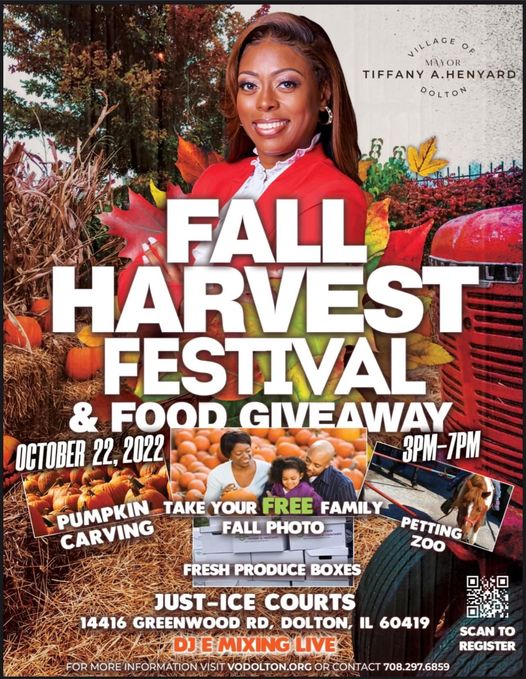 VILLAGE OF
MAYOR
TIFFANY A.HENYARD
DOLTON
FALL
HARVEST
FESTIVAL
& FOOD GIVEAWAY
OCTOBER 22, 2022
3PM-7PM
PUMPKIN
CARVING
TAKE YOUR FREE FAMILY
FALL PHOTO
PETTING
ZOO
FRESH PRODUCE BOXES
JUST-ICE COURTS
14416 GREENWOOD RD, DOLTON, IL 60419
DJ E MIXING LIVE
SCAN TO
REGISTER
FOR MORE INFORMATION VISIT VODOLTON.ORG OR CONTACT 708.297.6859